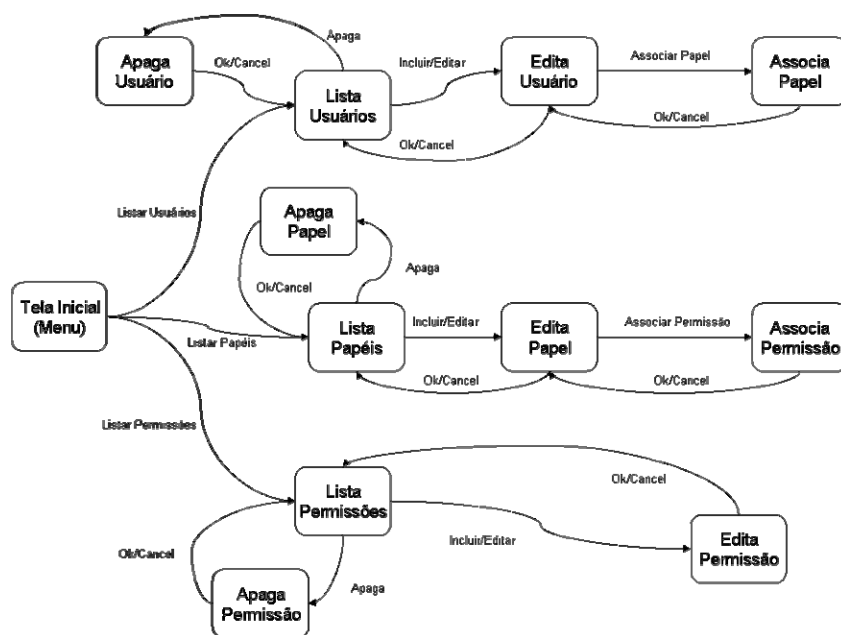 Apaga
Apaga
Usuário
Ok/Cancel
Lista
Usuários
Incluir/Editar
Edita
Usuário
Associar Papel
Associa
Papel
Ok/Cancel
Ok/Cancel
Listar Usuários
Apaga
Papel
Apaga
Ok/Cancel
Tela Inicial
(Menu)
Listar Papéis
Lista
Papéis
Incluir/Editar
Edita
Papel
Associar Permissão
Associa
Permissão
Ok/Cancel
Ok/Cancel
Listar Permissões
Lista
Permissões
Ok/Cancel
Ok/Cancel
Incluir/Editar
Edita
Permissão
Apaga
Permissão
Apaga